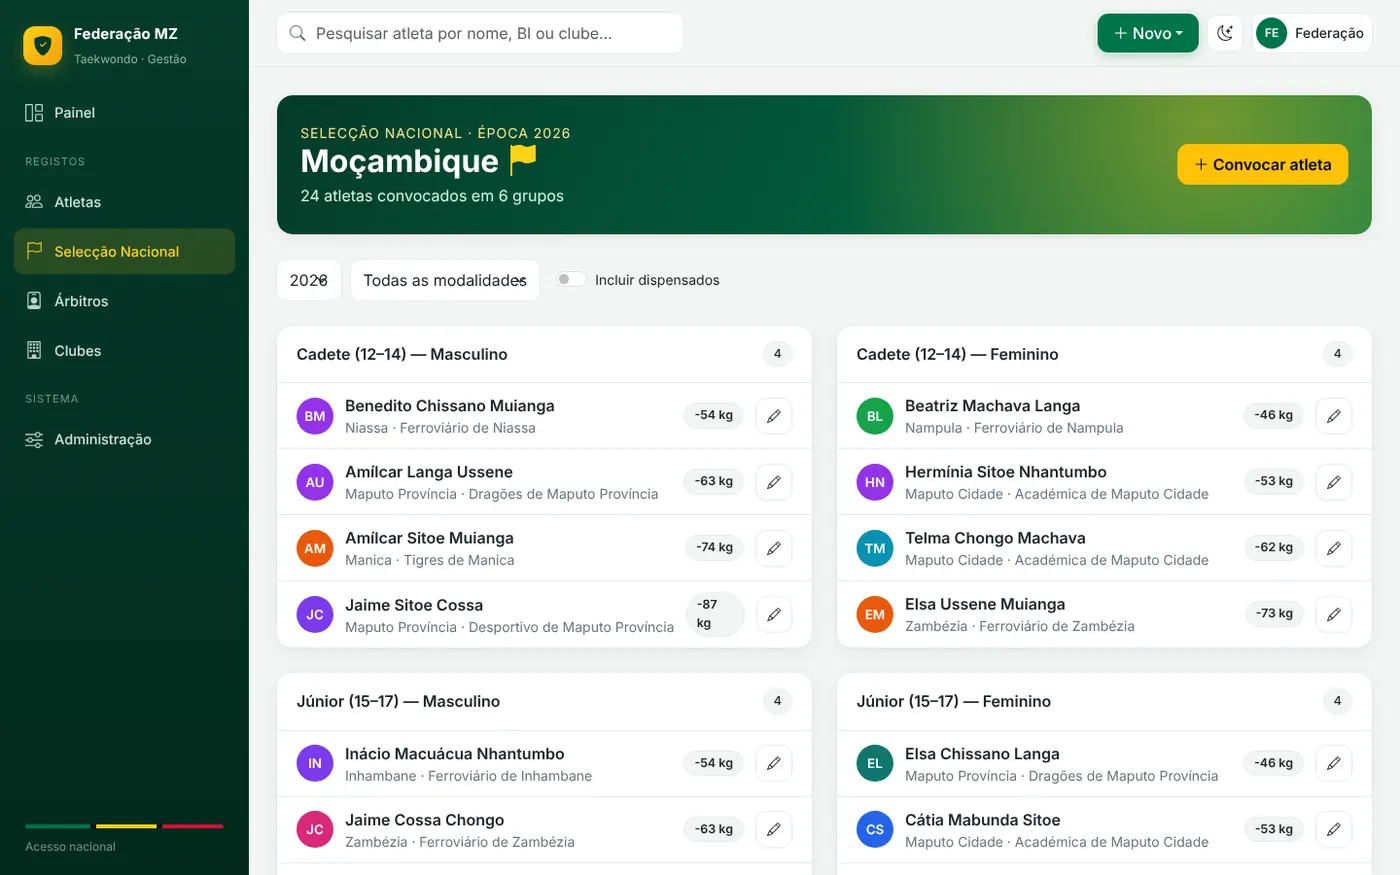 Federação MZ
Taekwondo · Gestão
Painel
REGISTOS
Atletas
Selecção Nacional
Árbitros
Clubes
SISTEMA
Administração
Acesso nacional
Pesquisar atleta por nome, BI ou clube...
Novo
FE
Federação
SELECÇÃO NACIONAL · ÉPOCA 2026
Moçambique
24 atletas convocados em 6 grupos
Convocar atleta
2026
Todas as modalidades
Incluir dispensados
Cadete (12–14) — Masculino
4
BM
Benedito Chissano Muianga
Niassa · Ferroviário de Niassa
-54 kg
AU
Amílcar Langa Ussene
Maputo Província · Dragões de Maputo Província
-63 kg
AM
Amílcar Sitoe Muianga
Manica · Tigres de Manica
-74 kg
JC
Jaime Sitoe Cossa
Maputo Província · Desportivo de Maputo Província
-87
kg
Cadete (12–14) — Feminino
4
BL
Beatriz Machava Langa
Nampula · Ferroviário de Nampula
-46 kg
HN
Hermínia Sitoe Nhantumbo
Maputo Cidade · Académica de Maputo Cidade
-53 kg
TM
Telma Chongo Machava
Maputo Cidade · Académica de Maputo Cidade
-62 kg
EM
Elsa Ussene Muianga
Zambézia · Ferroviário de Zambézia
-73 kg
Júnior (15–17) — Masculino
4
IN
Inácio Macuácua Nhantumbo
Inhambane · Ferroviário de Inhambane
-54 kg
JC
Jaime Cossa Chongo
Zambézia · Ferroviário de Zambézia
-63 kg
Júnior (15–17) — Feminino
4
EL
Elsa Chissano Langa
Maputo Província · Dragões de Maputo Província
-46 kg
CS
Cátia Mabunda Sitoe
Maputo Cidade · Académica de Maputo Cidade
-53 kg